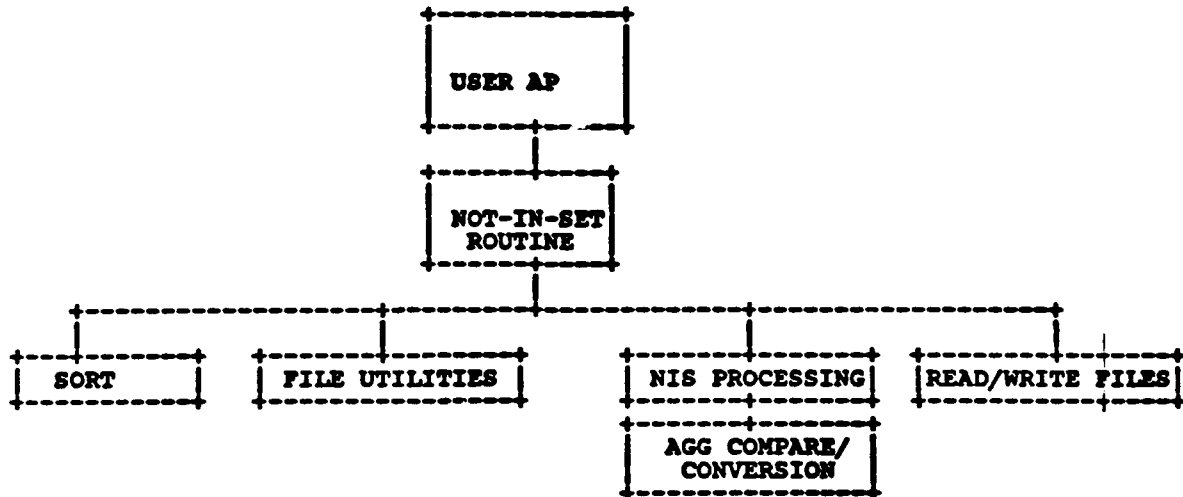 USER AP
NOT-IN-SET
ROUTINE
SORT
FILE UTILITIES
NIS PROCESSING
READ/WRITE FILES
AGG COMPARE/
CONVERSION